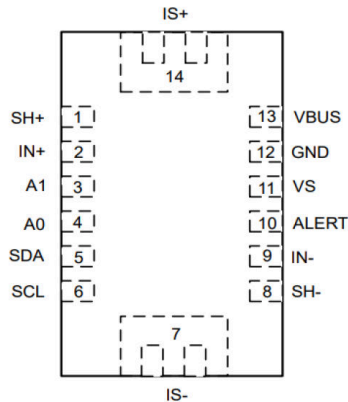 IS+
14
SH+ 1 13 VBUS
IN+ 2 12 GND
A1 3 11 VS
A0 4 10 ALERT
SDA 5 9 IN-
SCL 6 8 SH-
7
IS-